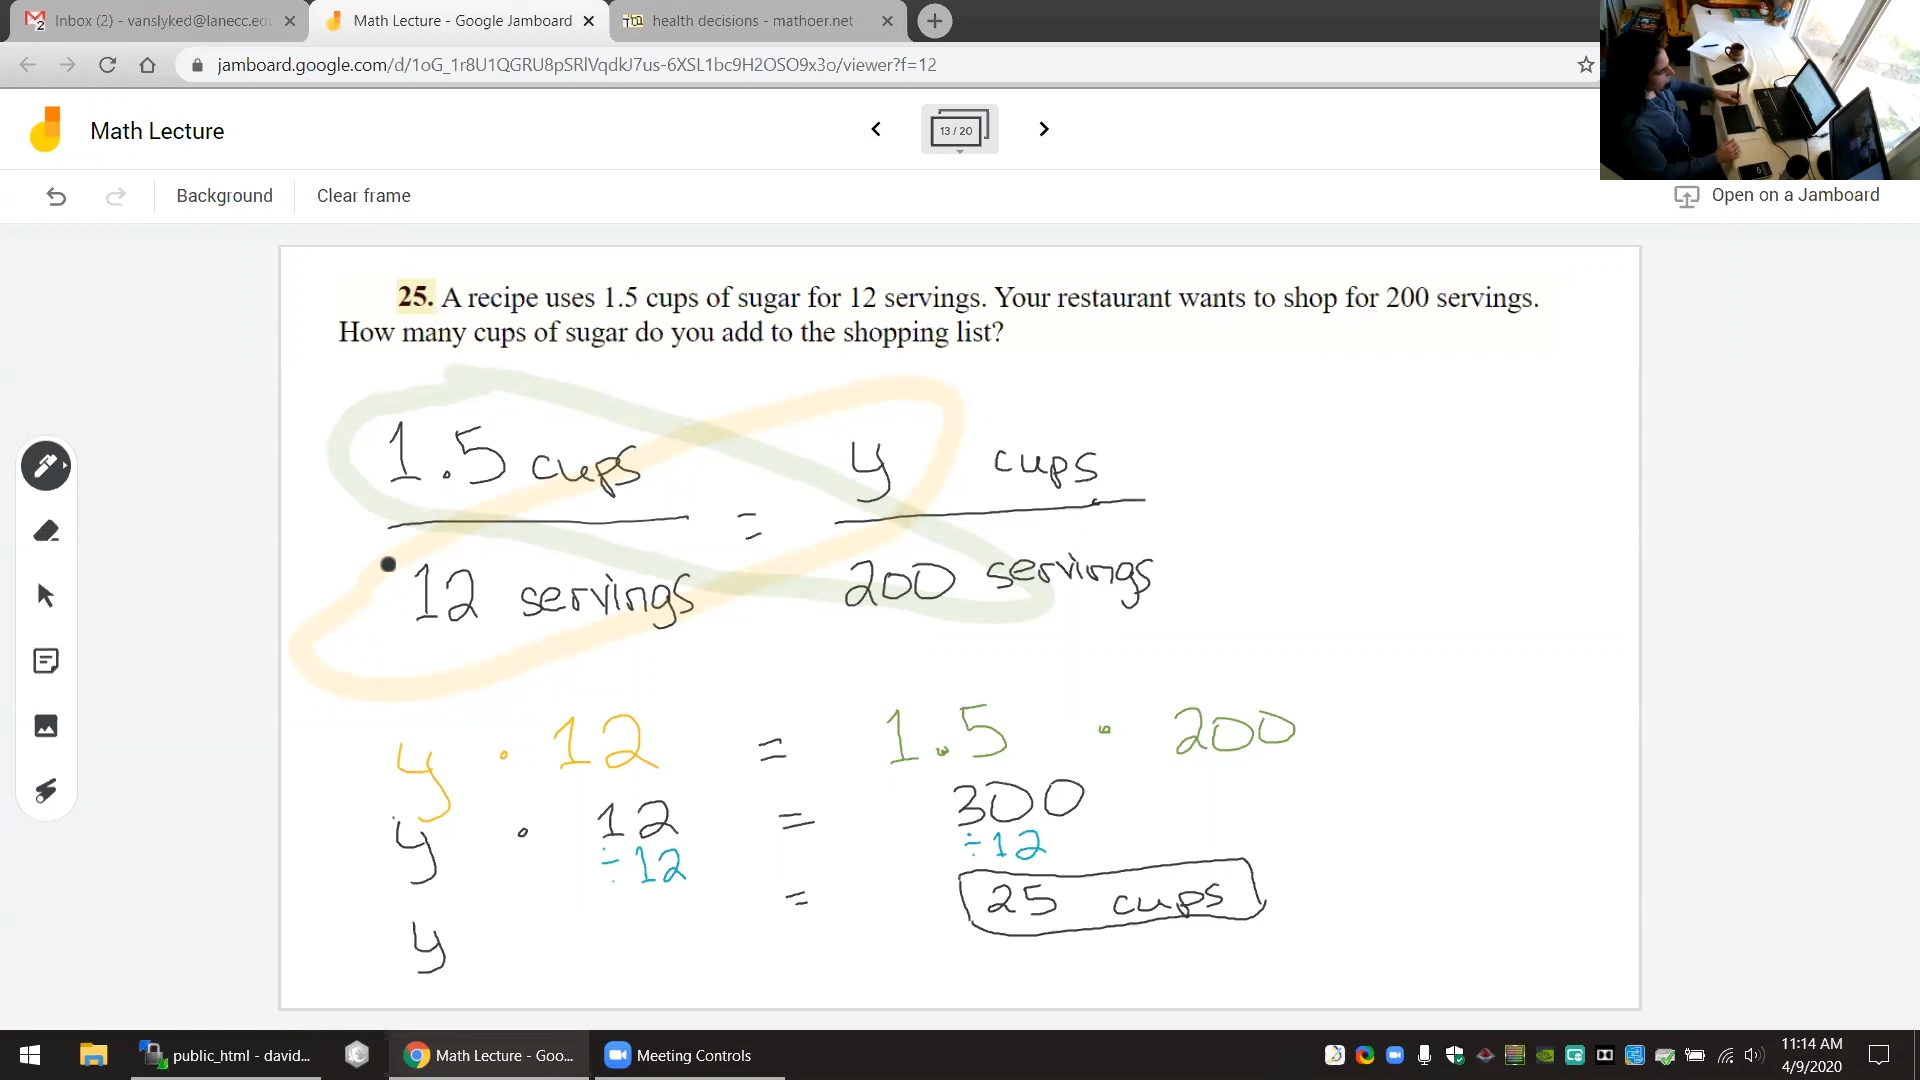 Inbox (2) - vanslyked@lanecc.edu
Math Lecture - Google Jamboard
health decisions - mathoer.net
jamboard.google.com/d/1oG_1r8U1QGRU8pSRlVqdkJ7us-6XSL1bc9H2OSO9x3o/viewer?f=12
Math Lecture
13 / 20
Background
Clear frame
Open on a Jamboard
25. A recipe uses 1.5 cups of sugar for 12 servings. Your restaurant wants to shop for 200 servings.
How many cups of sugar do you add to the shopping list?
1.5 cups = y cups
12 servings 200 servings
y · 12 = 1.5 · 200
y · 12 = 300
÷12 ÷12
y = 25 cups
public_html - david...
Math Lecture - Goo...
Meeting Controls
11:14 AM
4/9/2020